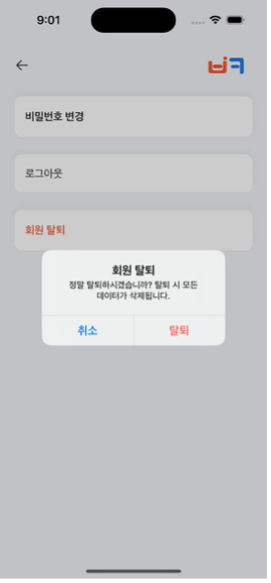 9:01
비ㅋ
비밀번호 변경
로그아웃
회원 탈퇴
회원 탈퇴
정말 탈퇴하시겠습니까? 탈퇴 시 모든
데이터가 삭제됩니다.
취소
탈퇴